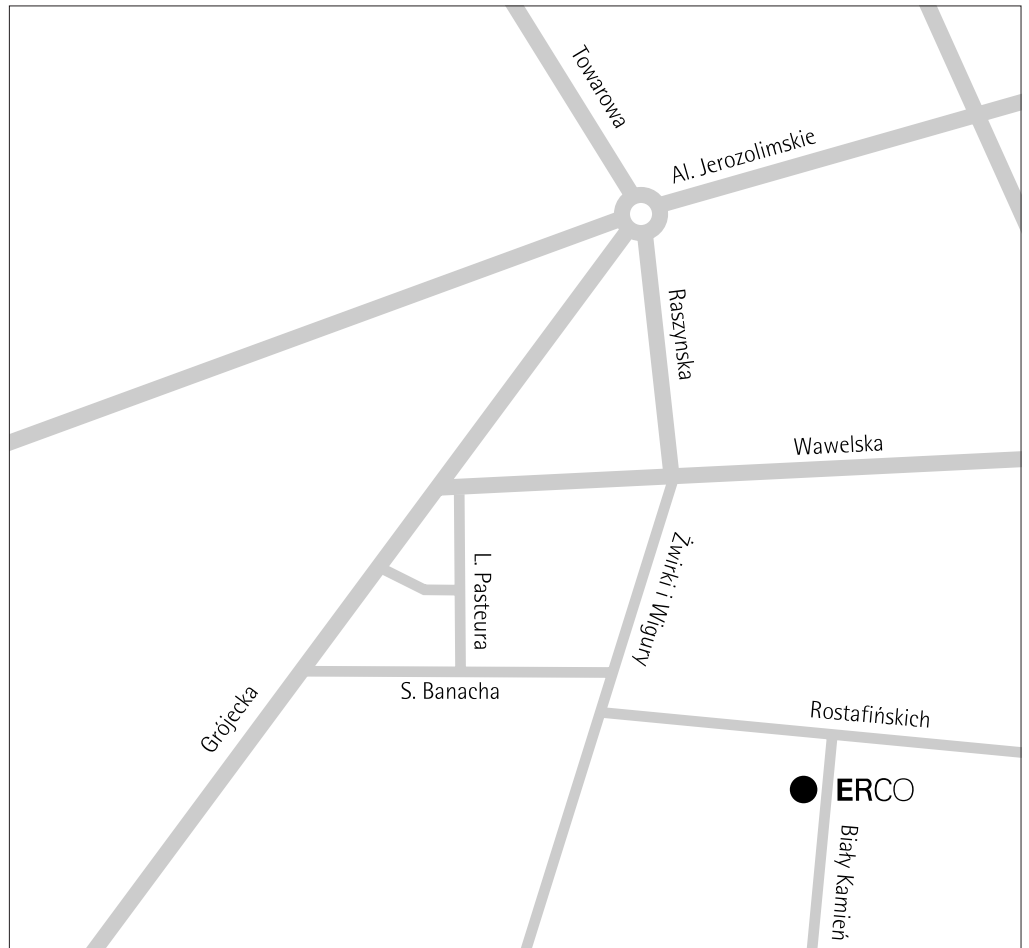 Towarowa
Al. Jerozolimskie
Raszynska
Wawelska
L. Pasteura
Żwirki i Wigury
S. Banacha
Grójecka
Rostafińskich
ERCO
Biały Kamień